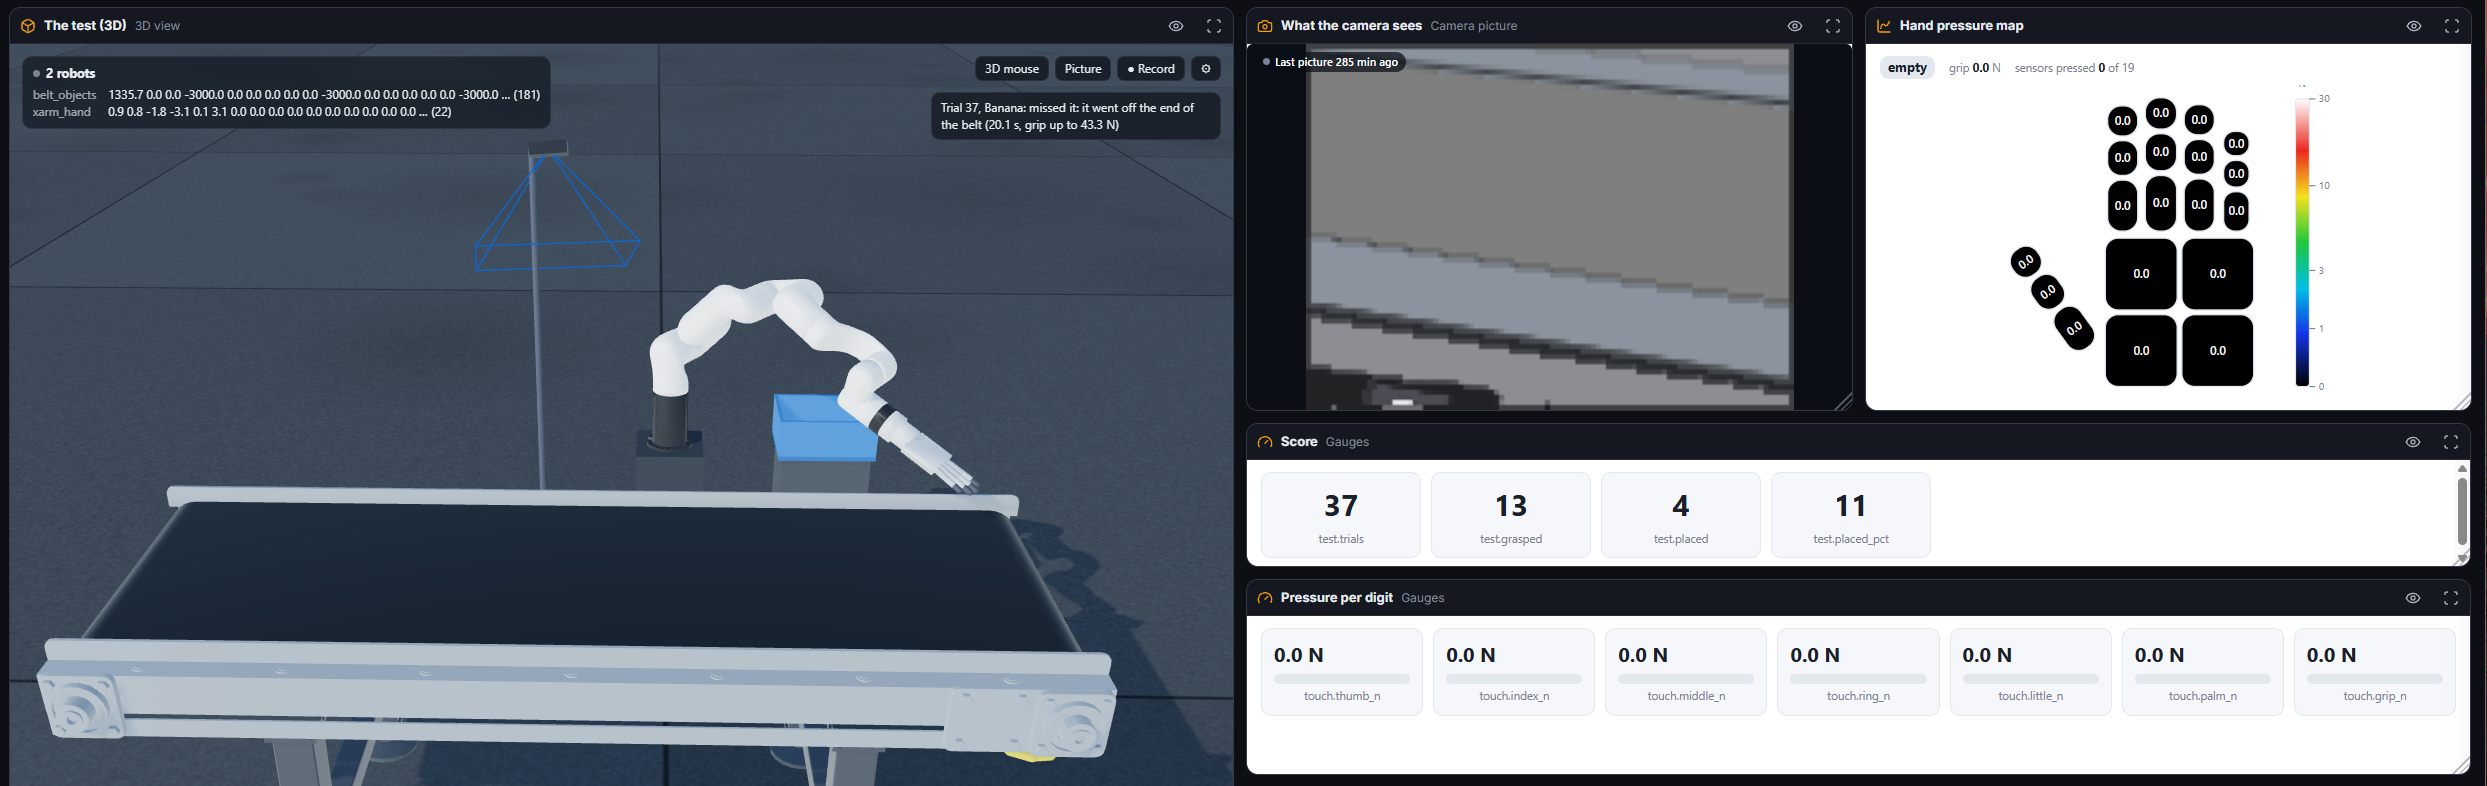 The test (3D) 3D view
2 robots
belt_objects 1335.7 0.0 0.0 -3000.0 0.0 0.0 0.0 0.0 0.0 -3000.0 0.0 0.0 0.0 0.0 0.0 -3000.0 ... (181)
xarm_hand 0.9 0.8 -1.8 -3.1 0.1 3.1 0.0 0.0 0.0 0.0 0.0 0.0 0.0 0.0 0.0 0.0 ... (22)
3D mouse
Picture
Record
Trial 37, Banana: missed it: it went off the end of
the belt (20.1 s, grip up to 43.3 N)
What the camera sees Camera picture
Last picture 285 min ago
Hand pressure map
empty grip 0.0 N sensors pressed 0 of 19
0.0 0.0 0.0 0.0
0.0 0.0 0.0 0.0
0.0 0.0 0.0 0.0
0.0 0.0
0.0 0.0
0.0
0.0
0.0
30
10
3
1
0
Score Gauges
37
test.trials
13
test.grasped
4
test.placed
11
test.placed_pct
Pressure per digit Gauges
0.0 N
touch.thumb_n
0.0 N
touch.index_n
0.0 N
touch.middle_n
0.0 N
touch.ring_n
0.0 N
touch.little_n
0.0 N
touch.palm_n
0.0 N
touch.grip_n